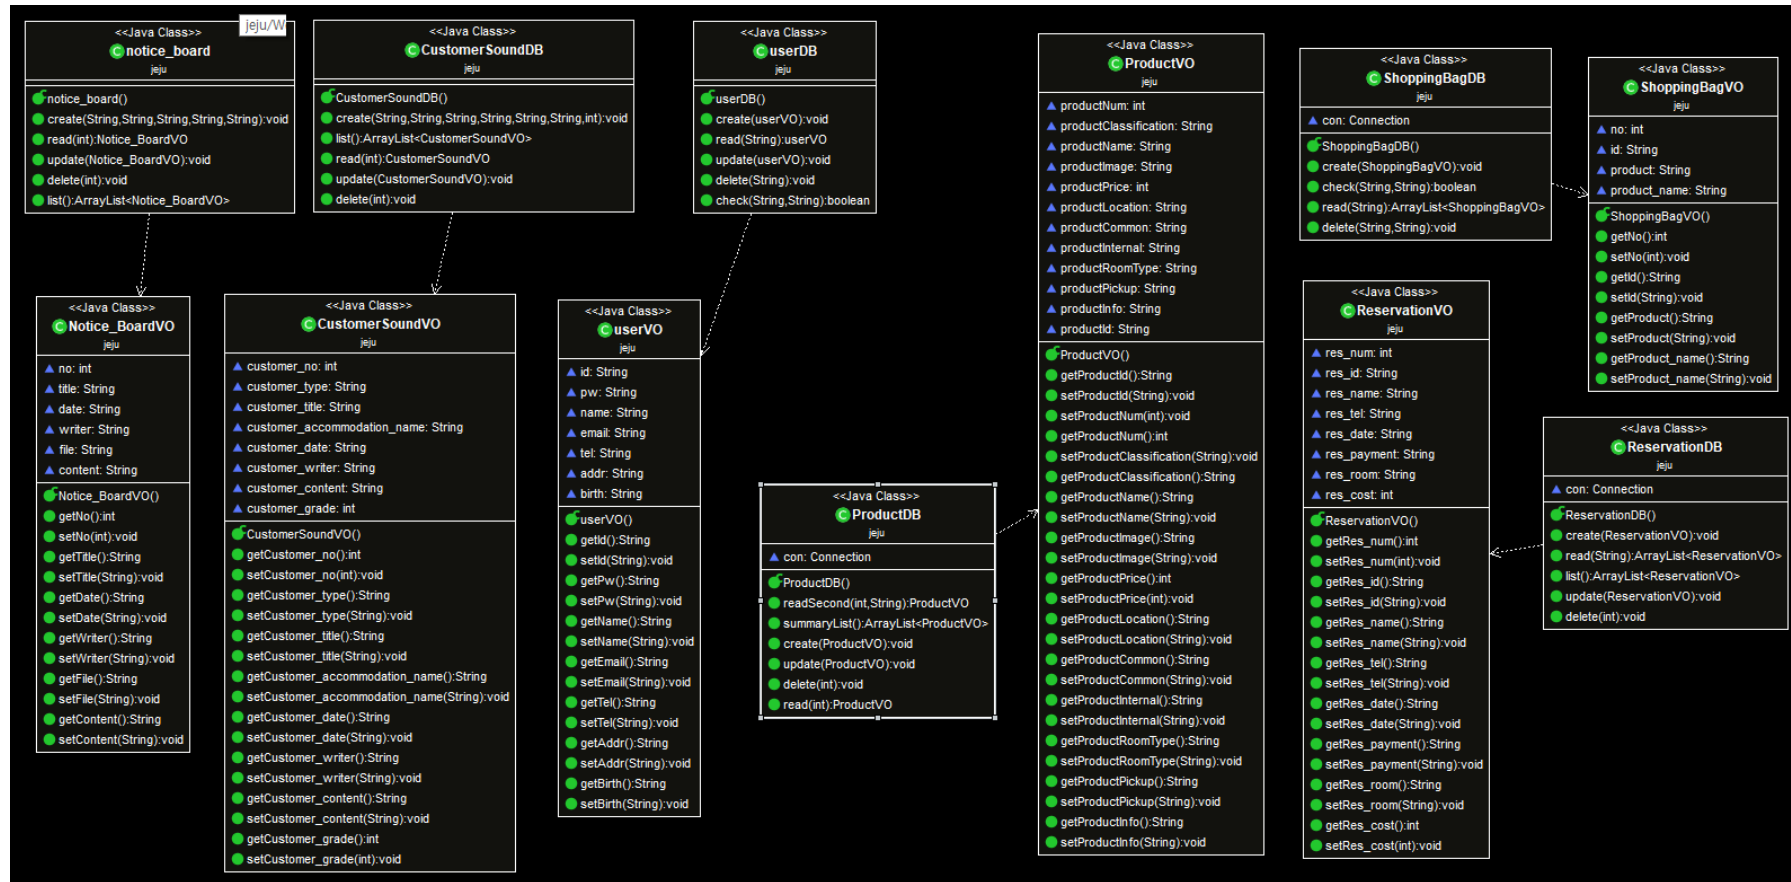 <<Java Class>>
notice_board
jeju
notice_board()
create(String,String,String,String,String):void
read(int):Notice_BoardVO
update(Notice_BoardVO):void
delete(int):void
list():ArrayList<Notice_BoardVO>
jeju/W
<<Java Class>>
CustomerSoundDB
jeju
CustomerSoundDB()
create(String,String,String,String,String,String,int):void
list():ArrayList<CustomerSoundVO>
read(int):CustomerSoundVO
update(CustomerSoundVO):void
delete(int):void
<<Java Class>>
userDB
jeju
userDB()
create(userVO):void
read(String):userVO
update(userVO):void
delete(String):void
check(String,String):boolean
<<Java Class>>
Notice_BoardVO
jeju
no: int
title: String
date: String
writer: String
file: String
content: String
Notice_BoardVO()
getNo():int
setNo(int):void
getTitle():String
setTitle(String):void
getDate():String
setDate(String):void
getWriter():String
setWriter(String):void
getFile():String
setFile(String):void
getContent():String
setContent(String):void
<<Java Class>>
CustomerSoundVO
jeju
customer_no: int
customer_type: String
customer_title: String
customer_accommodation_name: String
customer_date: String
customer_writer: String
customer_content: String
customer_grade: int
CustomerSoundVO()
getCustomer_no():int
setCustomer_no(int):void
getCustomer_type():String
setCustomer_type(String):void
getCustomer_title():String
setCustomer_title(String):void
getCustomer_accommodation_name():String
setCustomer_accommodation_name(String):void
getCustomer_date():String
setCustomer_date(String):void
getCustomer_writer():String
setCustomer_writer(String):void
getCustomer_content():String
setCustomer_content(String):void
getCustomer_grade():int
setCustomer_grade(int):void
<<Java Class>>
userVO
jeju
id: String
pw: String
name: String
email: String
tel: String
addr: String
birth: String
userVO()
getId():String
setId(String):void
getPw():String
setPw(String):void
getName():String
setName(String):void
getEmail():String
setEmail(String):void
getTel():String
setTel(String):void
getAddr():String
setAddr(String):void
getBirth():String
setBirth(String):void
<<Java Class>>
ProductDB
jeju
con: Connection
ProductDB()
readSecond(int,String):ProductVO
summaryList():ArrayList<ProductVO>
create(ProductVO):void
update(ProductVO):void
delete(int):void
read(int):ProductVO
<<Java Class>>
ProductVO
jeju
productNum: int
productClassification: String
productName: String
productImage: String
productPrice: int
productLocation: String
productCommon: String
productInternal: String
productRoomType: String
productPickup: String
productInfo: String
productId: String
ProductVO()
getProductId():String
setProductId(String):void
setProductNum(int):void
getProductNum():int
setProductClassification(String):void
getProductClassification():String
getProductName():String
setProductName(String):void
getProductImage():String
setProductImage(String):void
getProductPrice():int
setProductPrice(int):void
getProductLocation():String
setProductLocation(String):void
getProductCommon():String
setProductCommon(String):void
getProductInternal():String
setProductInternal(String):void
getProductRoomType():String
setProductRoomType(String):void
getProductPickup():String
setProductPickup(String):void
getProductInfo():String
setProductInfo(String):void
<<Java Class>>
ShoppingBagDB
jeju
con: Connection
ShoppingBagDB()
create(ShoppingBagVO):void
check(String,String):boolean
read(String):ArrayList<ShoppingBagVO>
delete(String,String):void
<<Java Class>>
ShoppingBagVO
jeju
no: int
id: String
product: String
product_name: String
ShoppingBagVO()
getNo():int
setNo(int):void
getId():String
setId(String):void
getProduct():String
setProduct(String):void
getProduct_name():String
setProduct_name(String):void
<<Java Class>>
ReservationVO
jeju
res_num: int
res_id: String
res_name: String
res_tel: String
res_date: String
res_payment: String
res_room: String
res_cost: int
ReservationVO()
getRes_num():int
setRes_num(int):void
getRes_id():String
setRes_id(String):void
getRes_name():String
setRes_name(String):void
getRes_tel():String
setRes_tel(String):void
getRes_date():String
setRes_date(String):void
getRes_payment():String
setRes_payment(String):void
getRes_room():String
setRes_room(String):void
getRes_cost():int
setRes_cost(int):void
<<Java Class>>
ReservationDB
jeju
con: Connection
ReservationDB()
create(ReservationVO):void
read(String):ArrayList<ReservationVO>
list():ArrayList<ReservationVO>
update(ReservationVO):void
delete(int):void